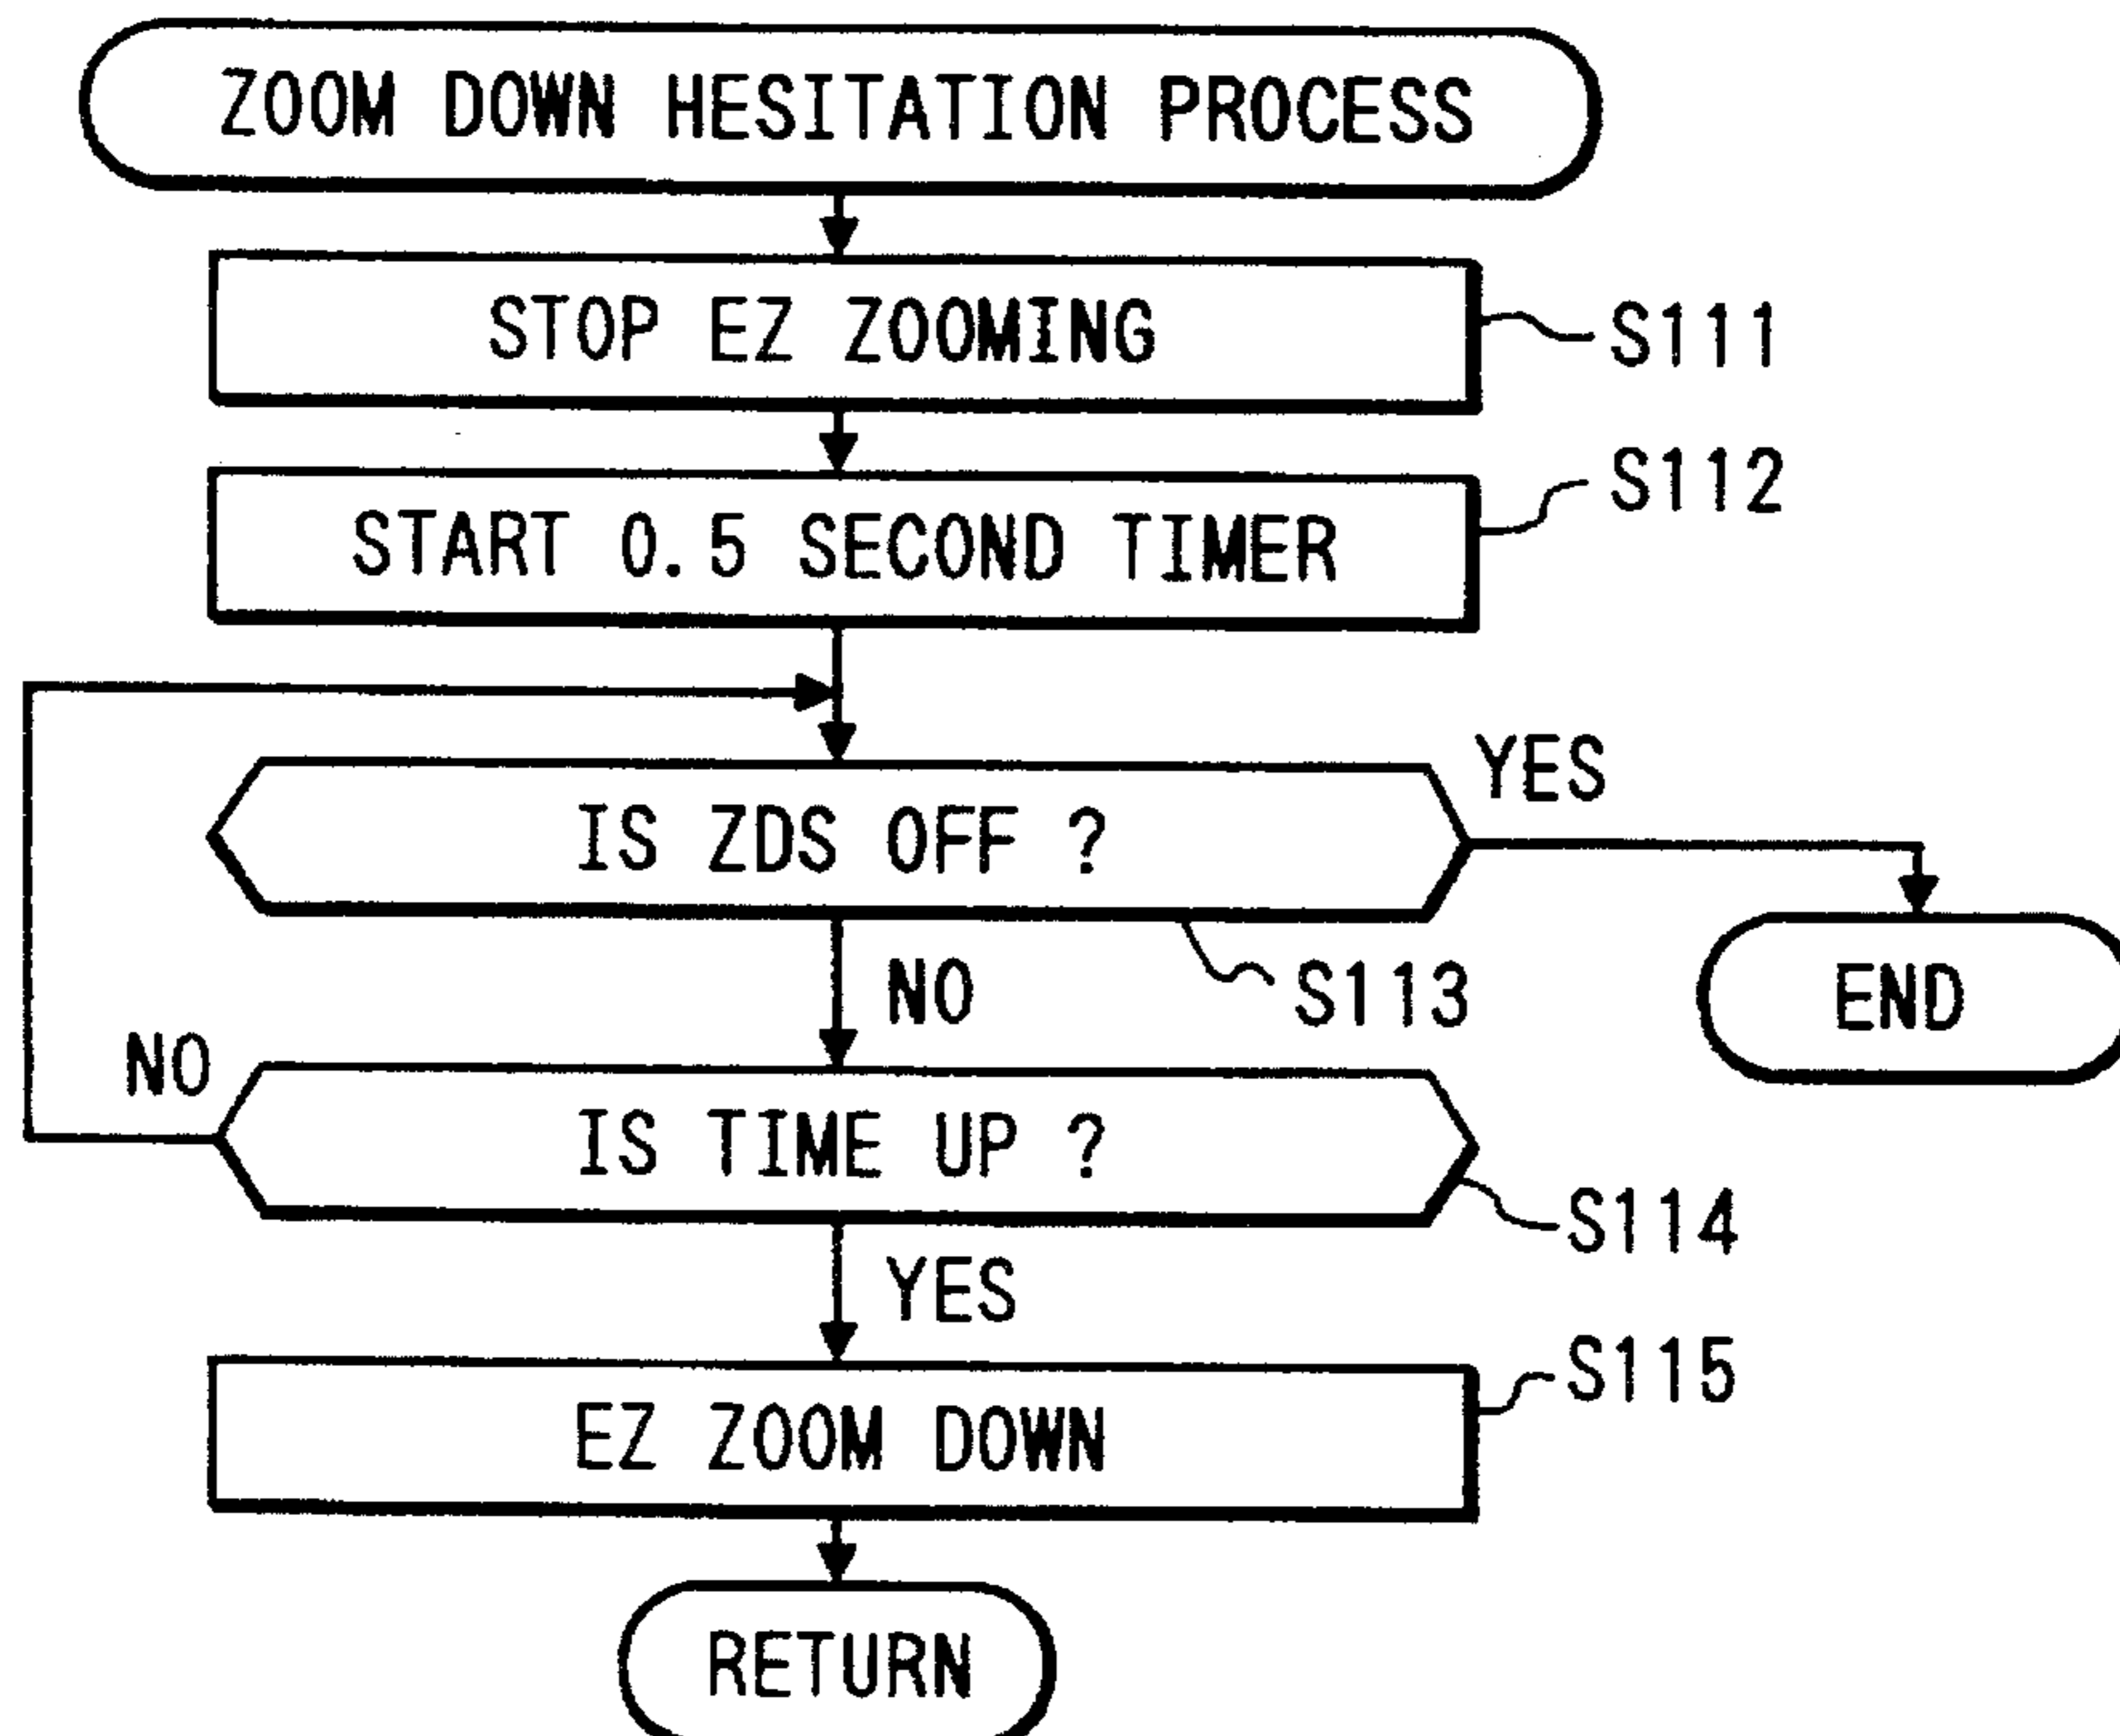 ZOOM DOWN HESITATION PROCESS
STOP EZ ZOOMING
S111
START 0.5 SECOND TIMER
S112
IS ZDS OFF ?
YES
NO
S113
END
NO
IS TIME UP ?
S114
YES
EZ ZOOM DOWN
S115
RETURN